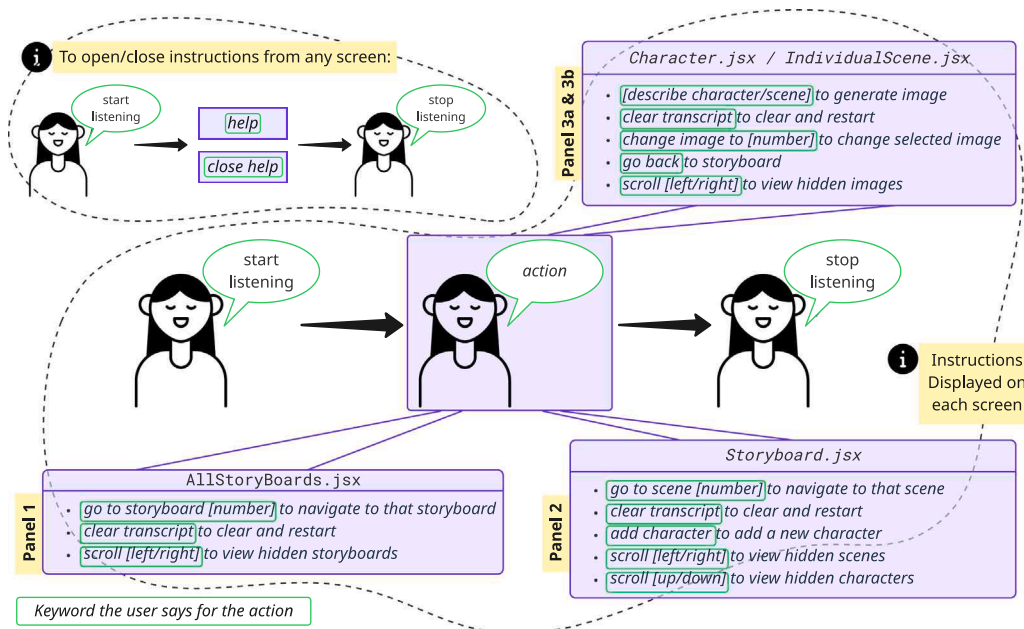 i
To open/close instructions from any screen:
start
listening
help
close help
stop
listening
Panel 3a & 3b
Character.jsx / IndividualScene.jsx
• [describe character/scene] to generate image
• clear transcript to clear and restart
• change image to [number] to change selected image
• go back to storyboard
• scroll [left/right] to view hidden images
start
listening
action
stop
listening
i
Instructions
Displayed on
each screen
Panel 1
AllStoryBoards.jsx
• go to storyboard [number] to navigate to that storyboard
• clear transcript to clear and restart
• scroll [left/right] to view hidden storyboards
Panel 2
Storyboard.jsx
• go to scene [number] to navigate to that scene
• clear transcript to clear and restart
• add character to add a new character
• scroll [left/right] to view hidden scenes
• scroll [up/down] to view hidden characters
Keyword the user says for the action